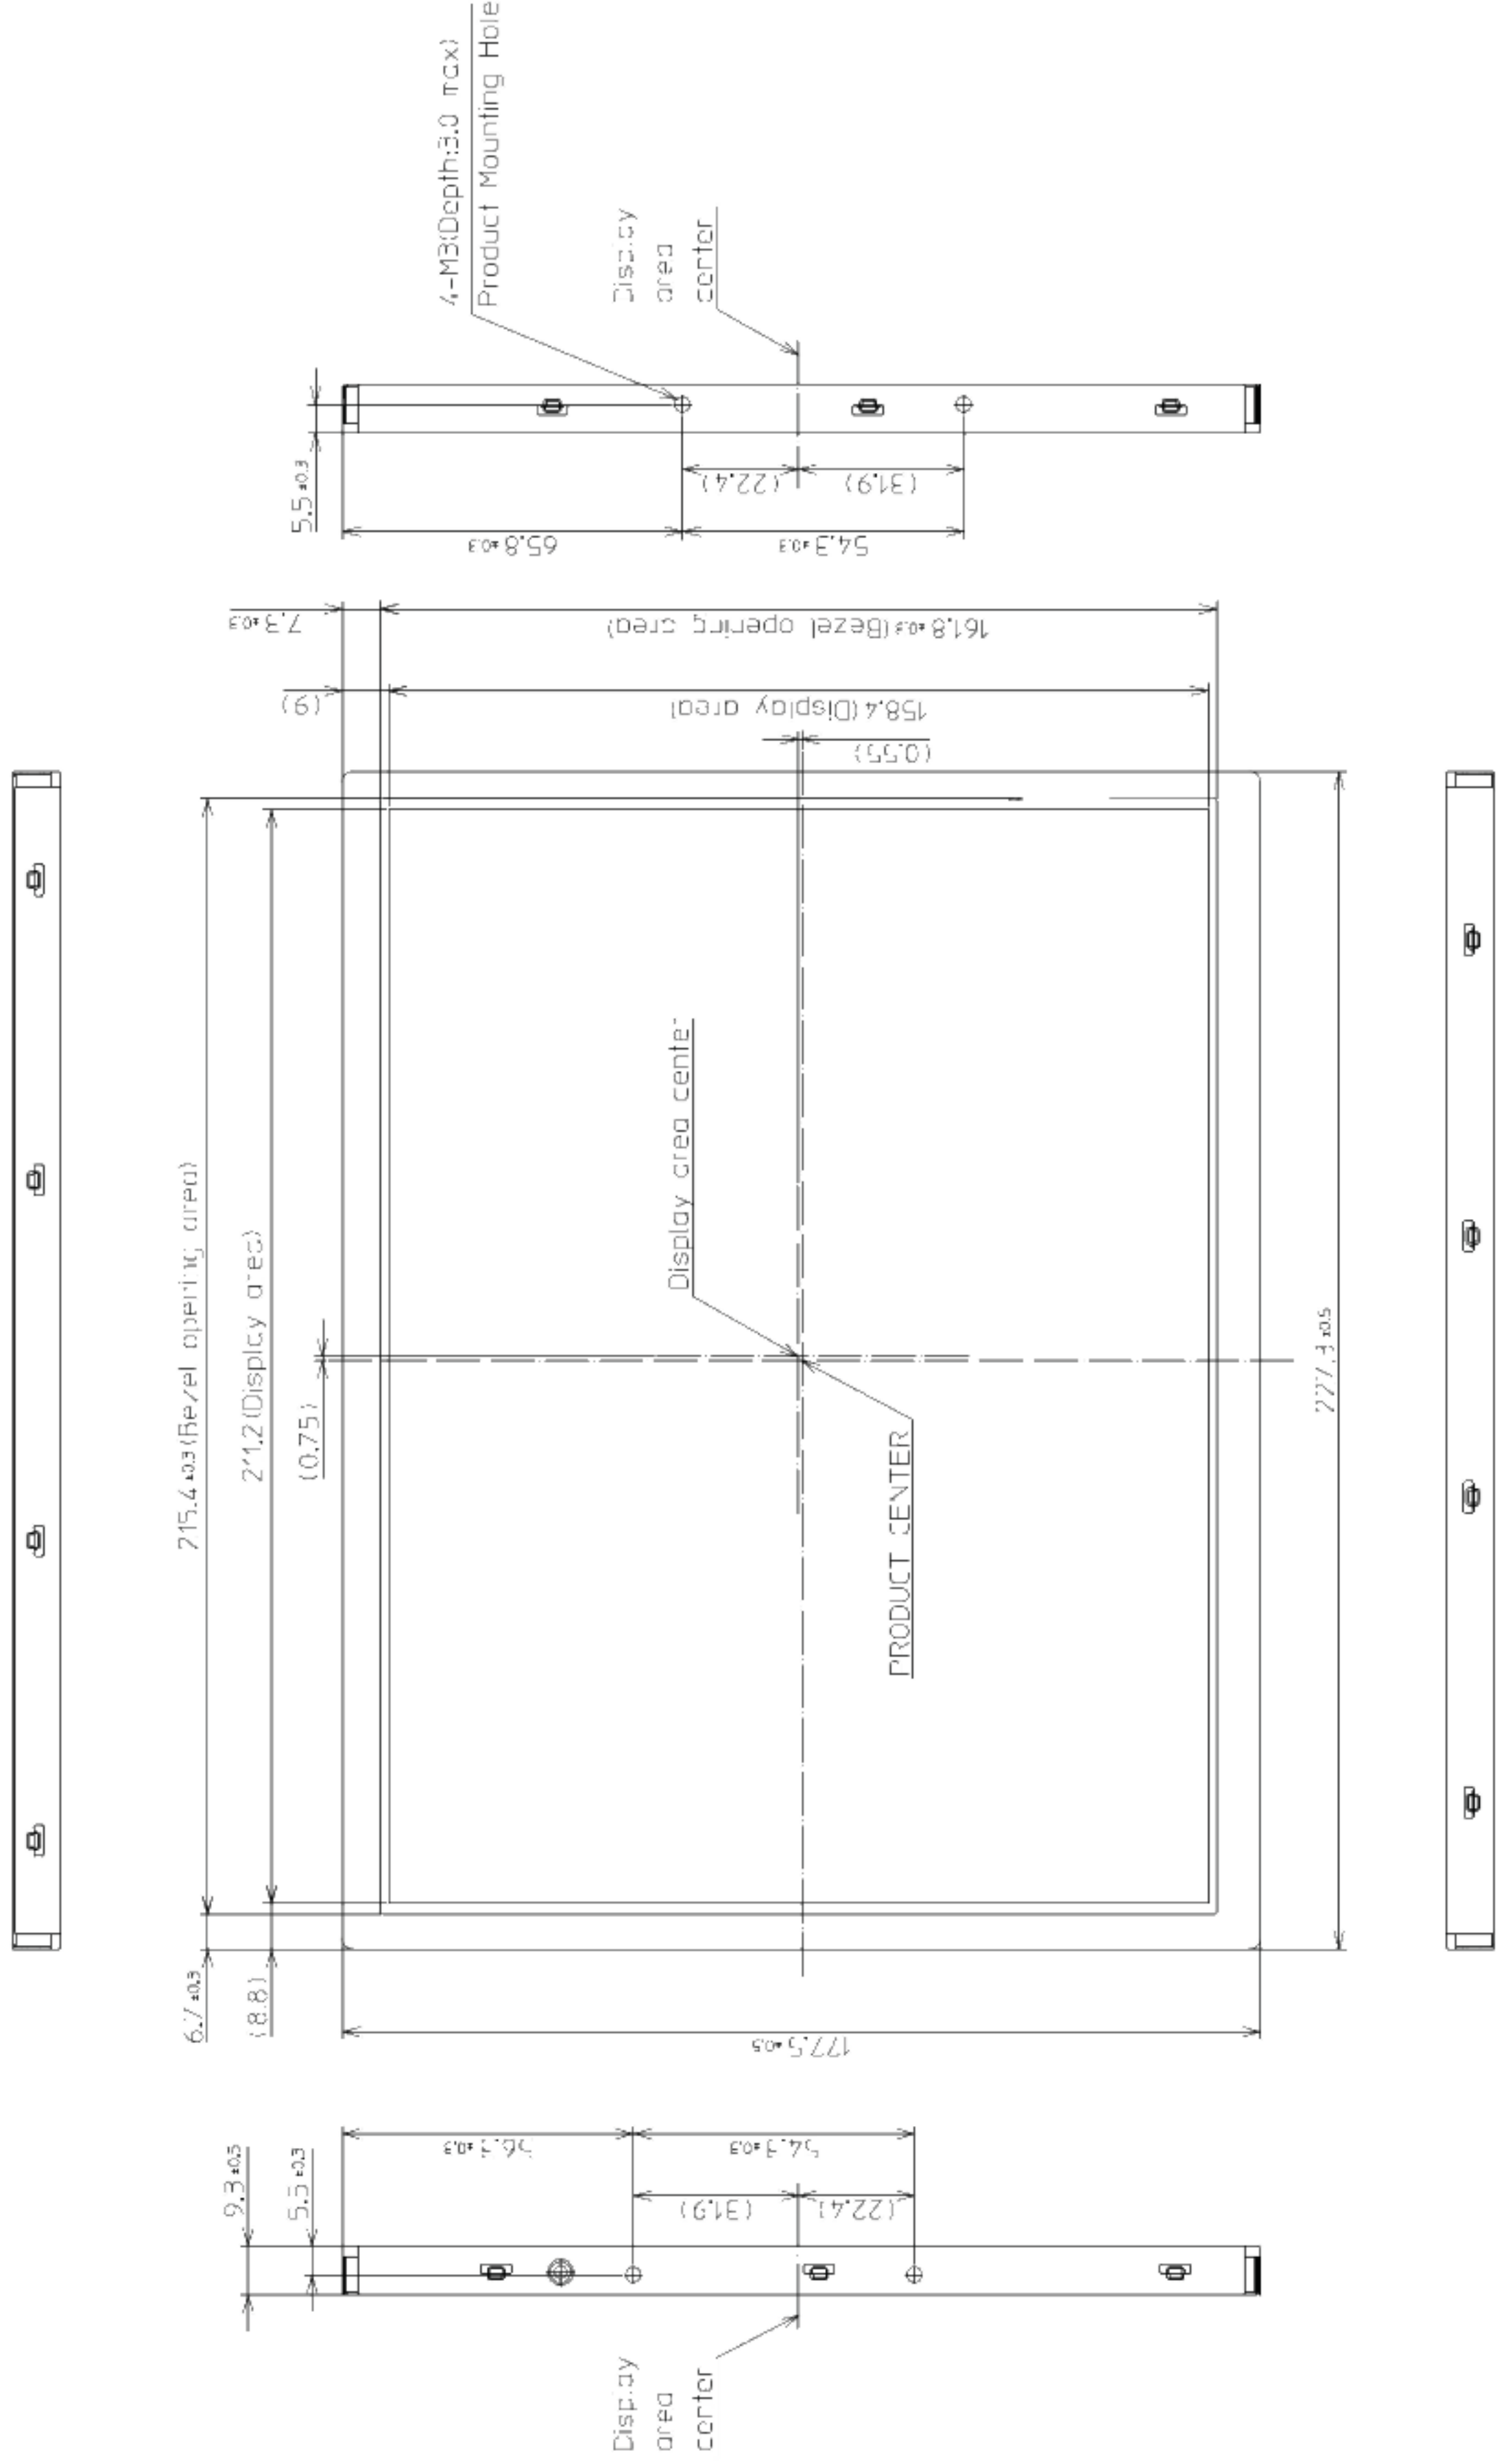 4-M3(Depth:3.0 max)
Product Mounting Hole
Display
area
center
5.5±0.3
(22.4)
(31.9)
65.8±0.3
54.3±0.3
7.3±0.3
161.8±0.3(Bezel opening area)
(9)
158.4(Display area)
(0.55)
215.4±0.3(Bezel opening area)
211.2(Display area)
(0.75)
Display area center
PRODUCT CENTER
227.3±0.5
6.7±0.3
(8.8)
177.5±0.5
56.3±0.3
54.3±0.3
9.3±0.5
5.5±0.3
(31.9)
(22.4)
Display
area
center